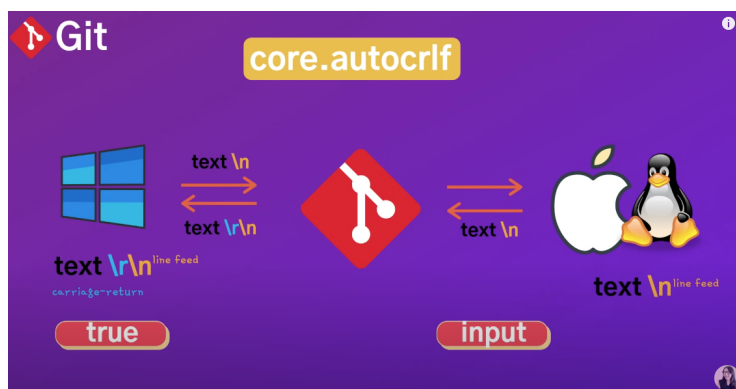 Git
core.autocrlf
text \n
text \r\n
text \n
text \r\n line feed
carriage-return
text \n line feed
true
input